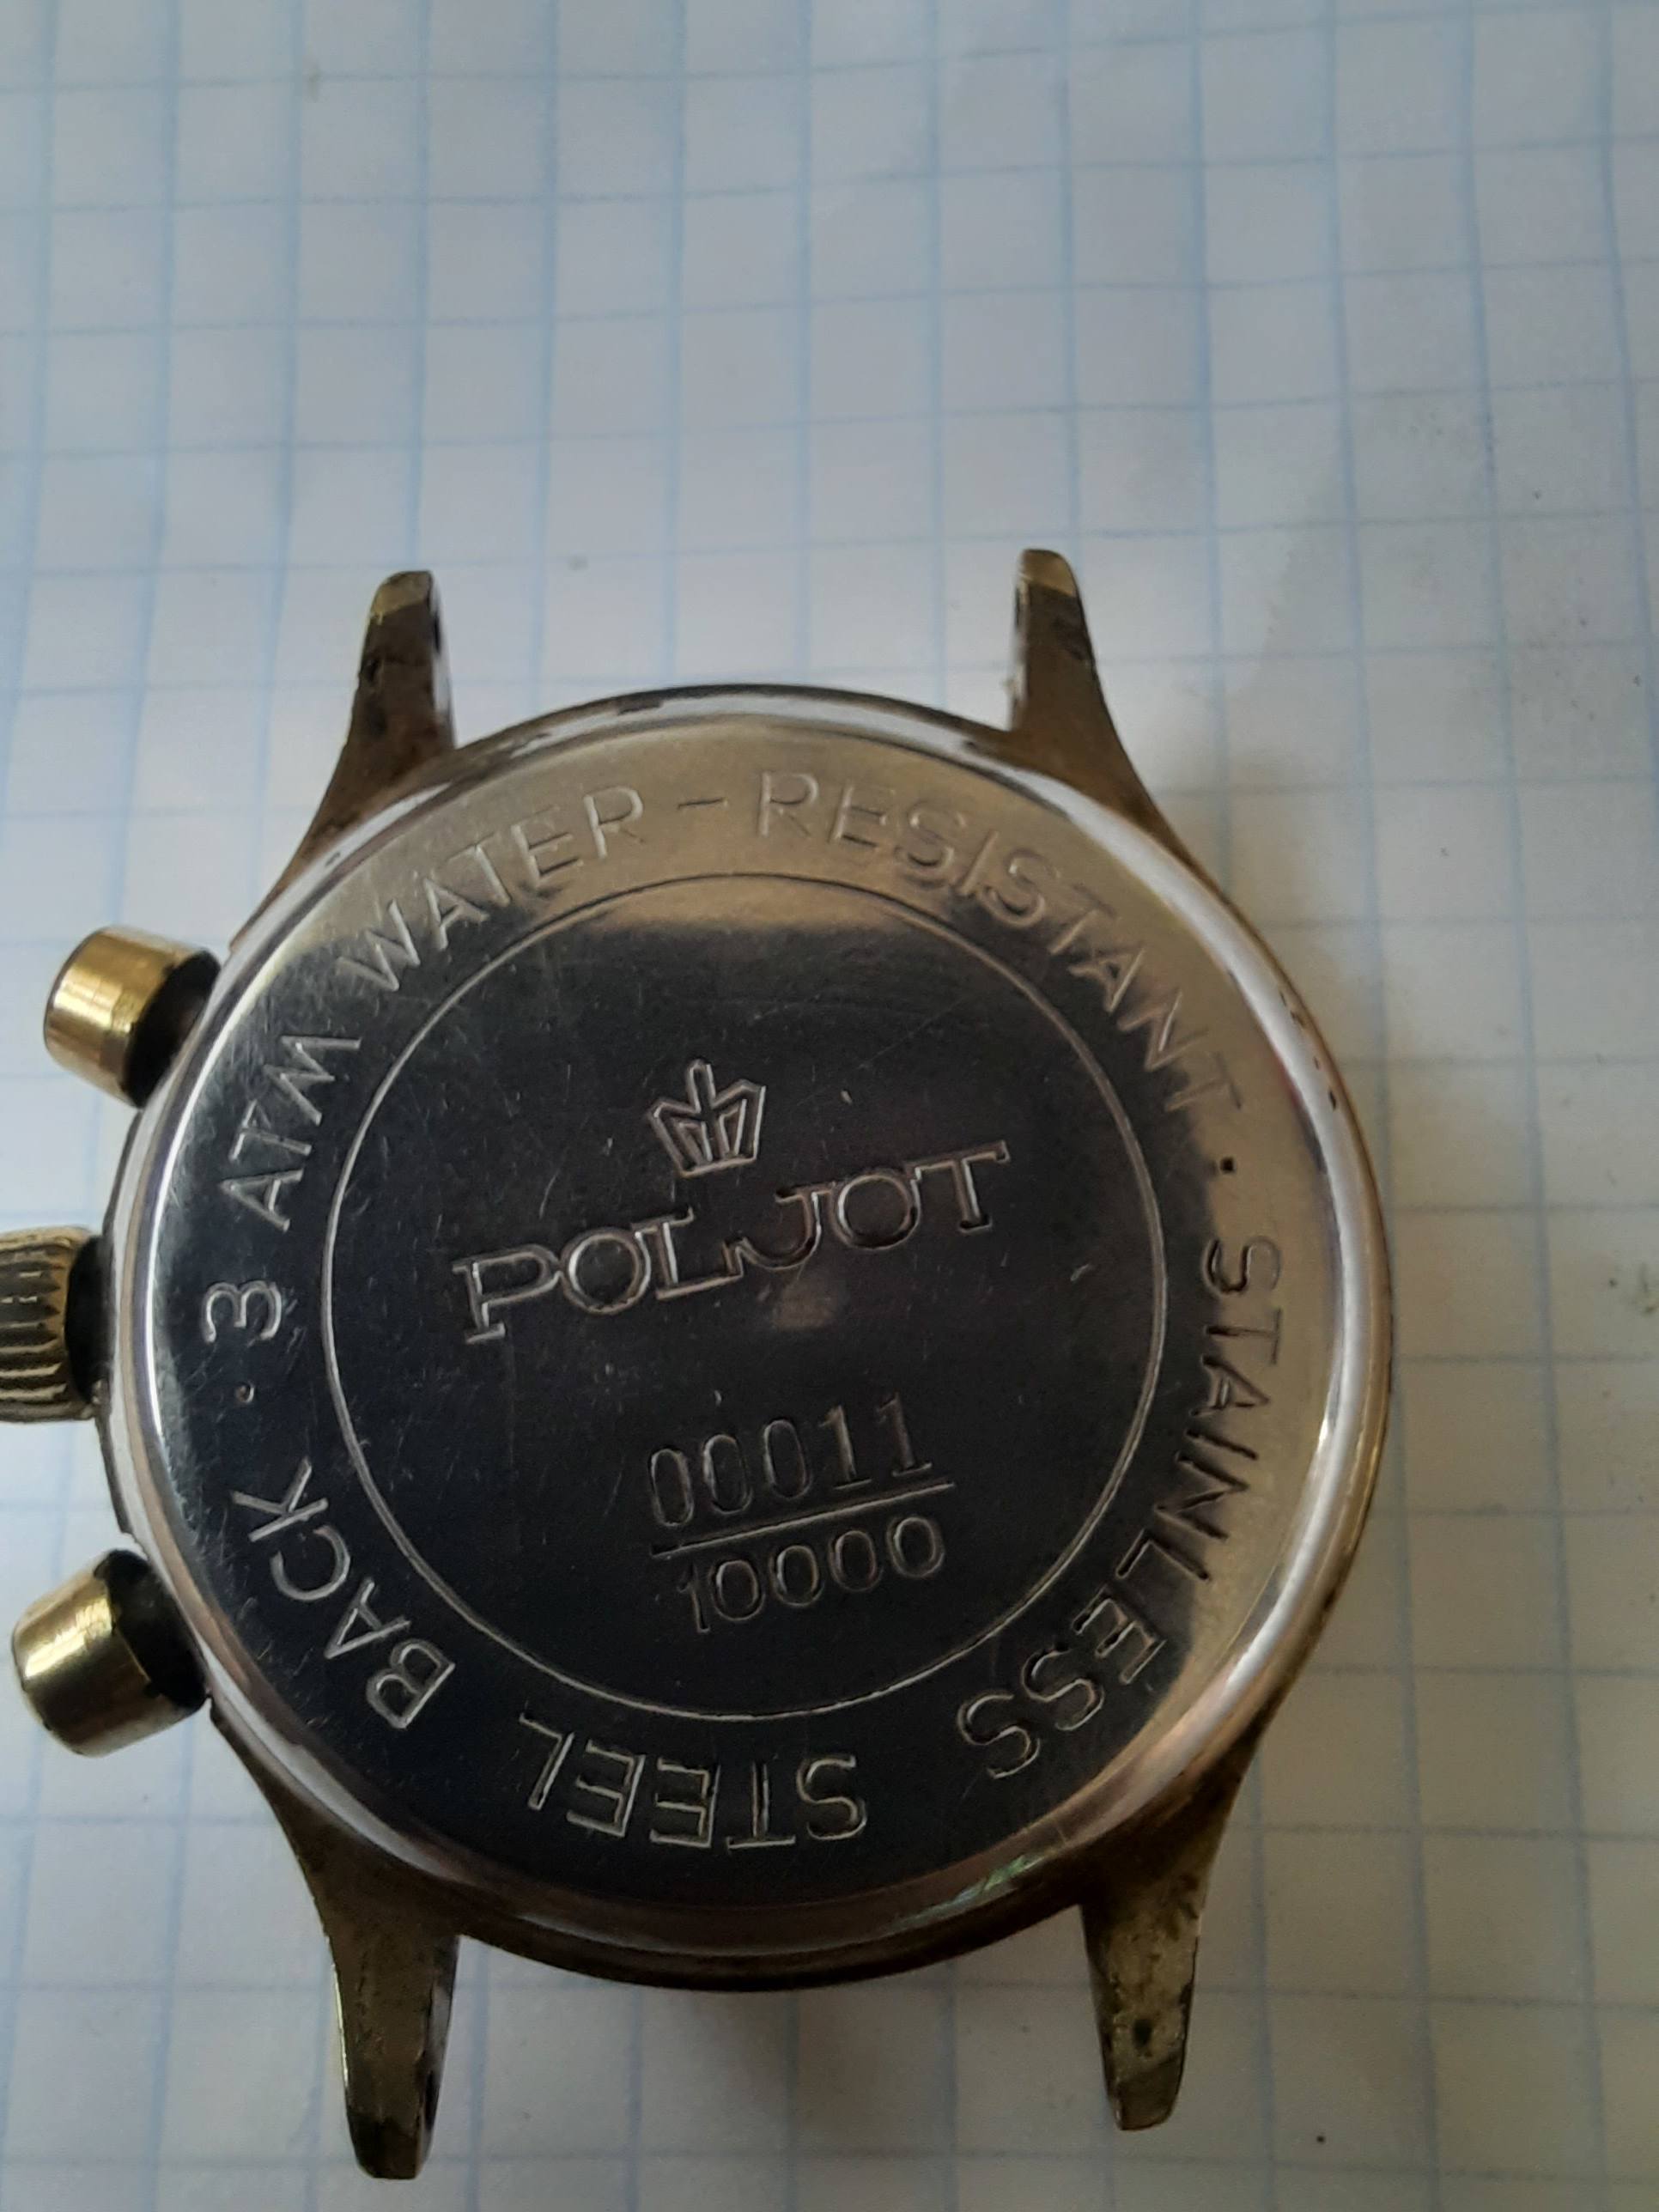 3 ATM WATER-RESISTANT · STAINLESS STEEL BACK ·
POLJOT
00011
10000